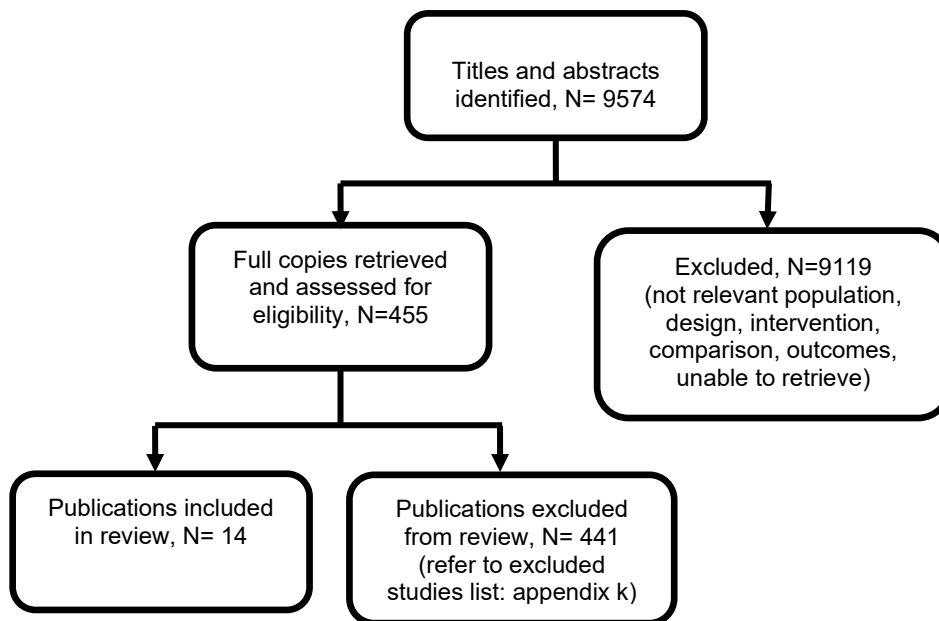 Titles and abstracts
identified, N= 9574
Full copies retrieved
and assessed for
eligibility, N=455
Excluded, N=9119
(not relevant population,
design, intervention,
comparison, outcomes,
unable to retrieve)
Publications included
in review, N= 14
Publications excluded
from review, N= 441
(refer to excluded
studies list: appendix k)